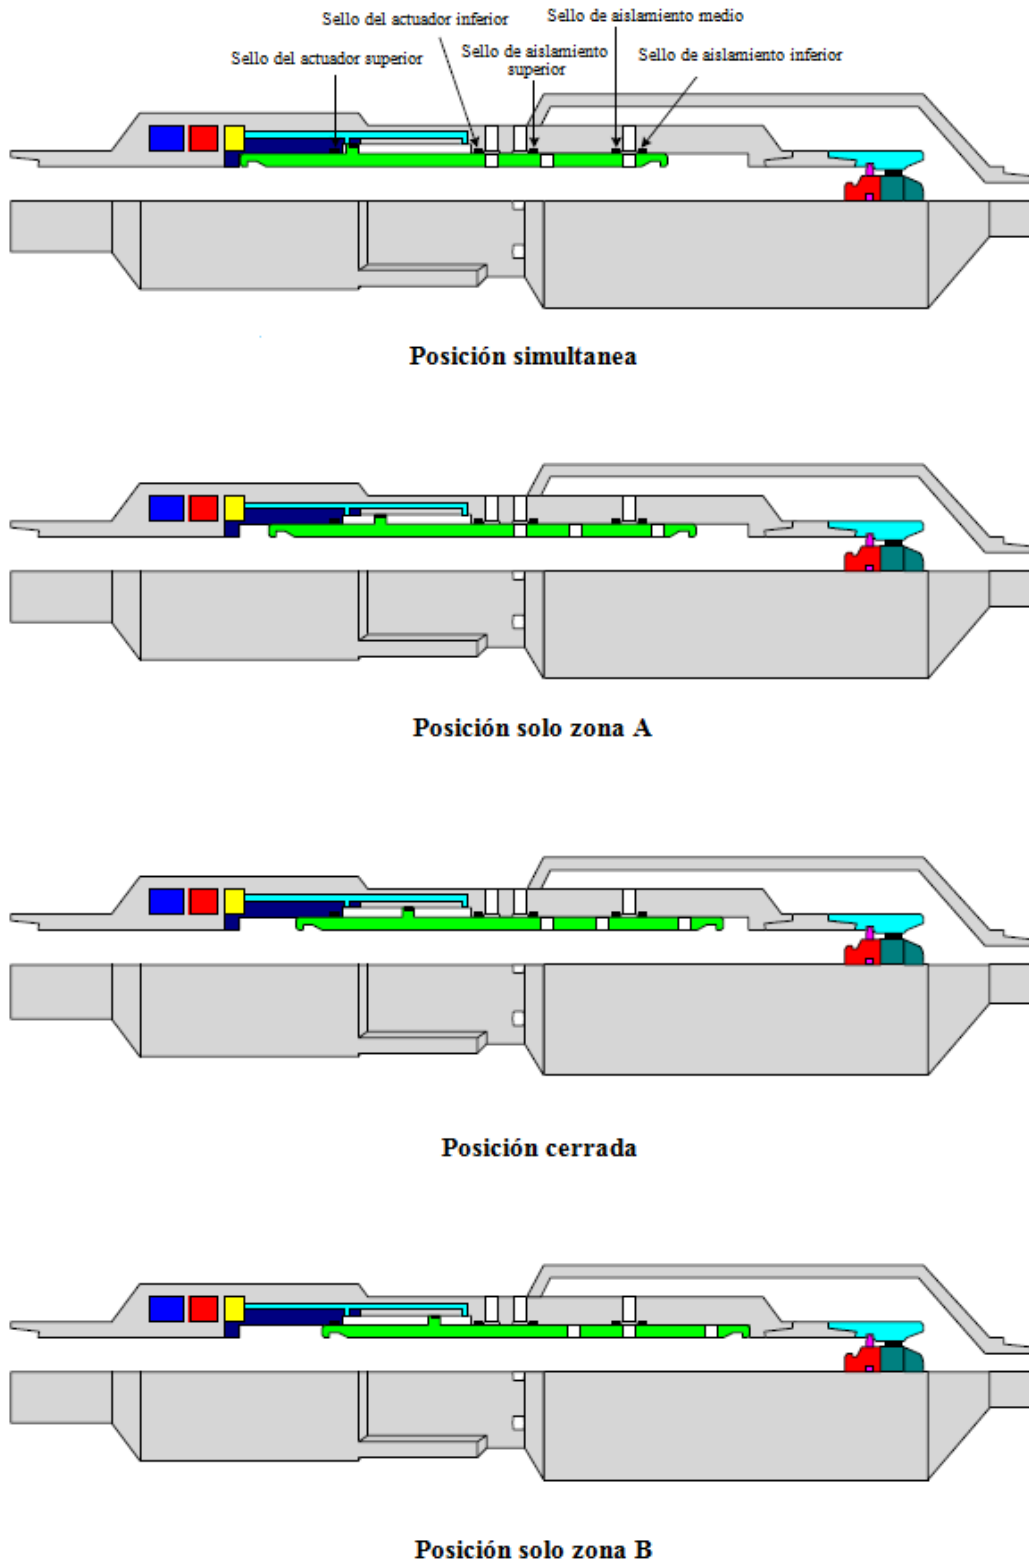 Sello del actuador inferior
Sello de aislamiento medio
Sello del actuador superior
Sello de aislamiento
superior
Sello de aislamiento inferior
Posición simultanea
Posición solo zona A
Posición cerrada
Posición solo zona B